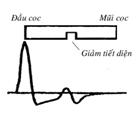 Đầu cọc
Mũi cọc
Giảm tiết diện